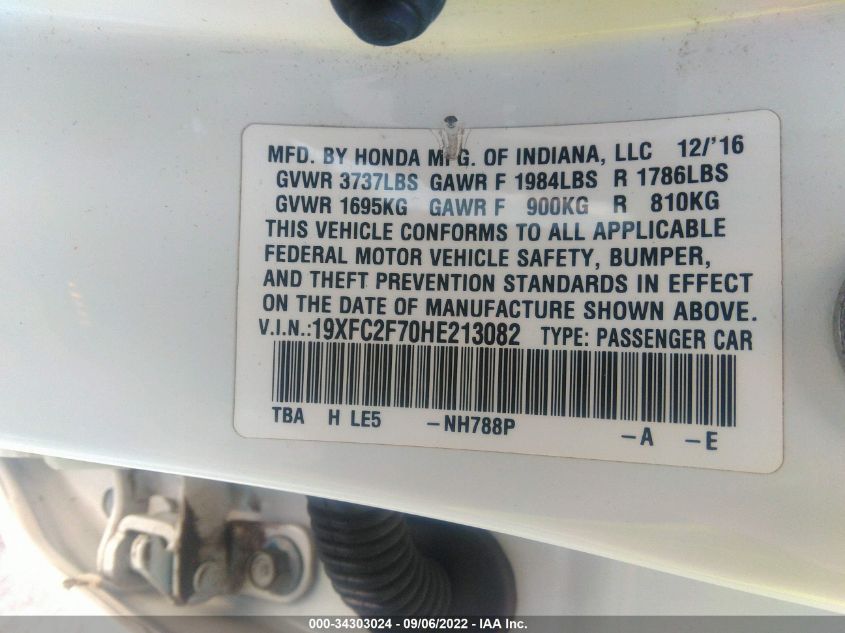 MFD. BY HONDA MFG. OF INDIANA, LLC 12/'16
GVWR 3737LBS GAWR F 1984LBS R 1786LBS
GVWR 1695KG GAWR F 900KG R 810KG
THIS VEHICLE CONFORMS TO ALL APPLICABLE
FEDERAL MOTOR VEHICLE SAFETY, BUMPER,
AND THEFT PREVENTION STANDARDS IN EFFECT
ON THE DATE OF MANUFACTURE SHOWN ABOVE.
V.I.N.:19XFC2F70HE213082 TYPE: PASSENGER CAR
TBA H LE5 -NH788P -A -E
000-34303024 - 09/06/2022 - IAA Inc.